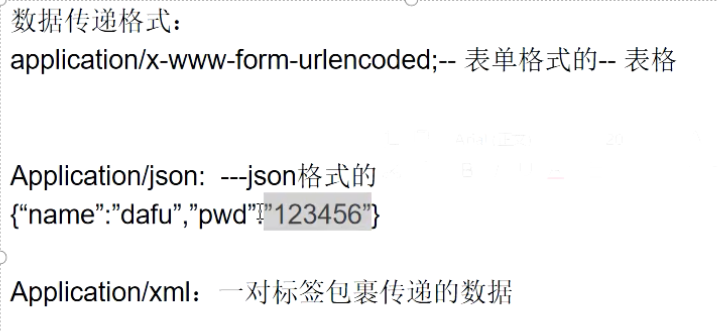 数据传递格式：
application/x-www-form-urlencoded;-- 表单格式的-- 表格
Application/json:  ---json格式的
{“name”:”dafu”,”pwd”:”123456”}
Application/xml：一对标签包裹传递的数据